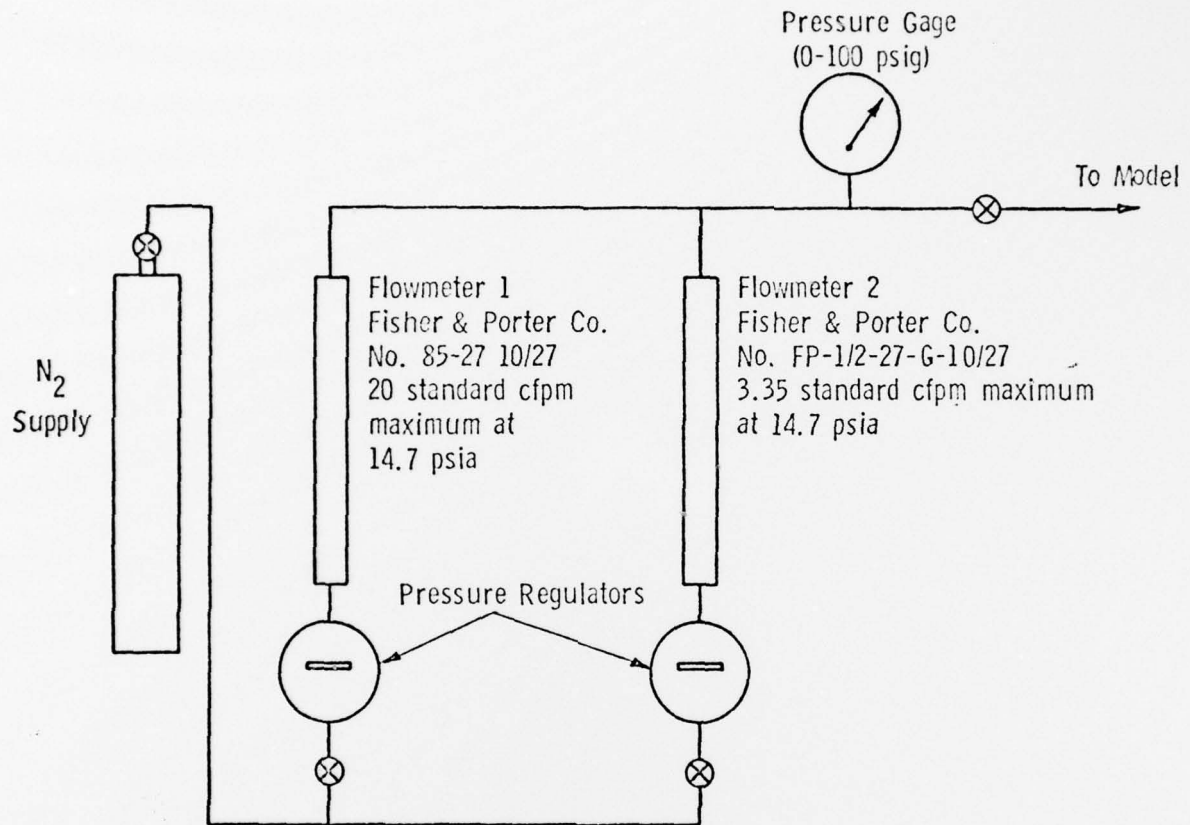 Pressure Gage
(0-100 psig)
To Model
Flowmeter 1
Fisher & Porter Co.
No. 85-27 10/27
20 standard cfpm
maximum at
14.7 psia
Flowmeter 2
Fisher & Porter Co.
No. FP-1/2-27-G-10/27
3.35 standard cfpm maximum
at 14.7 psia
N2
Supply
Pressure Regulators